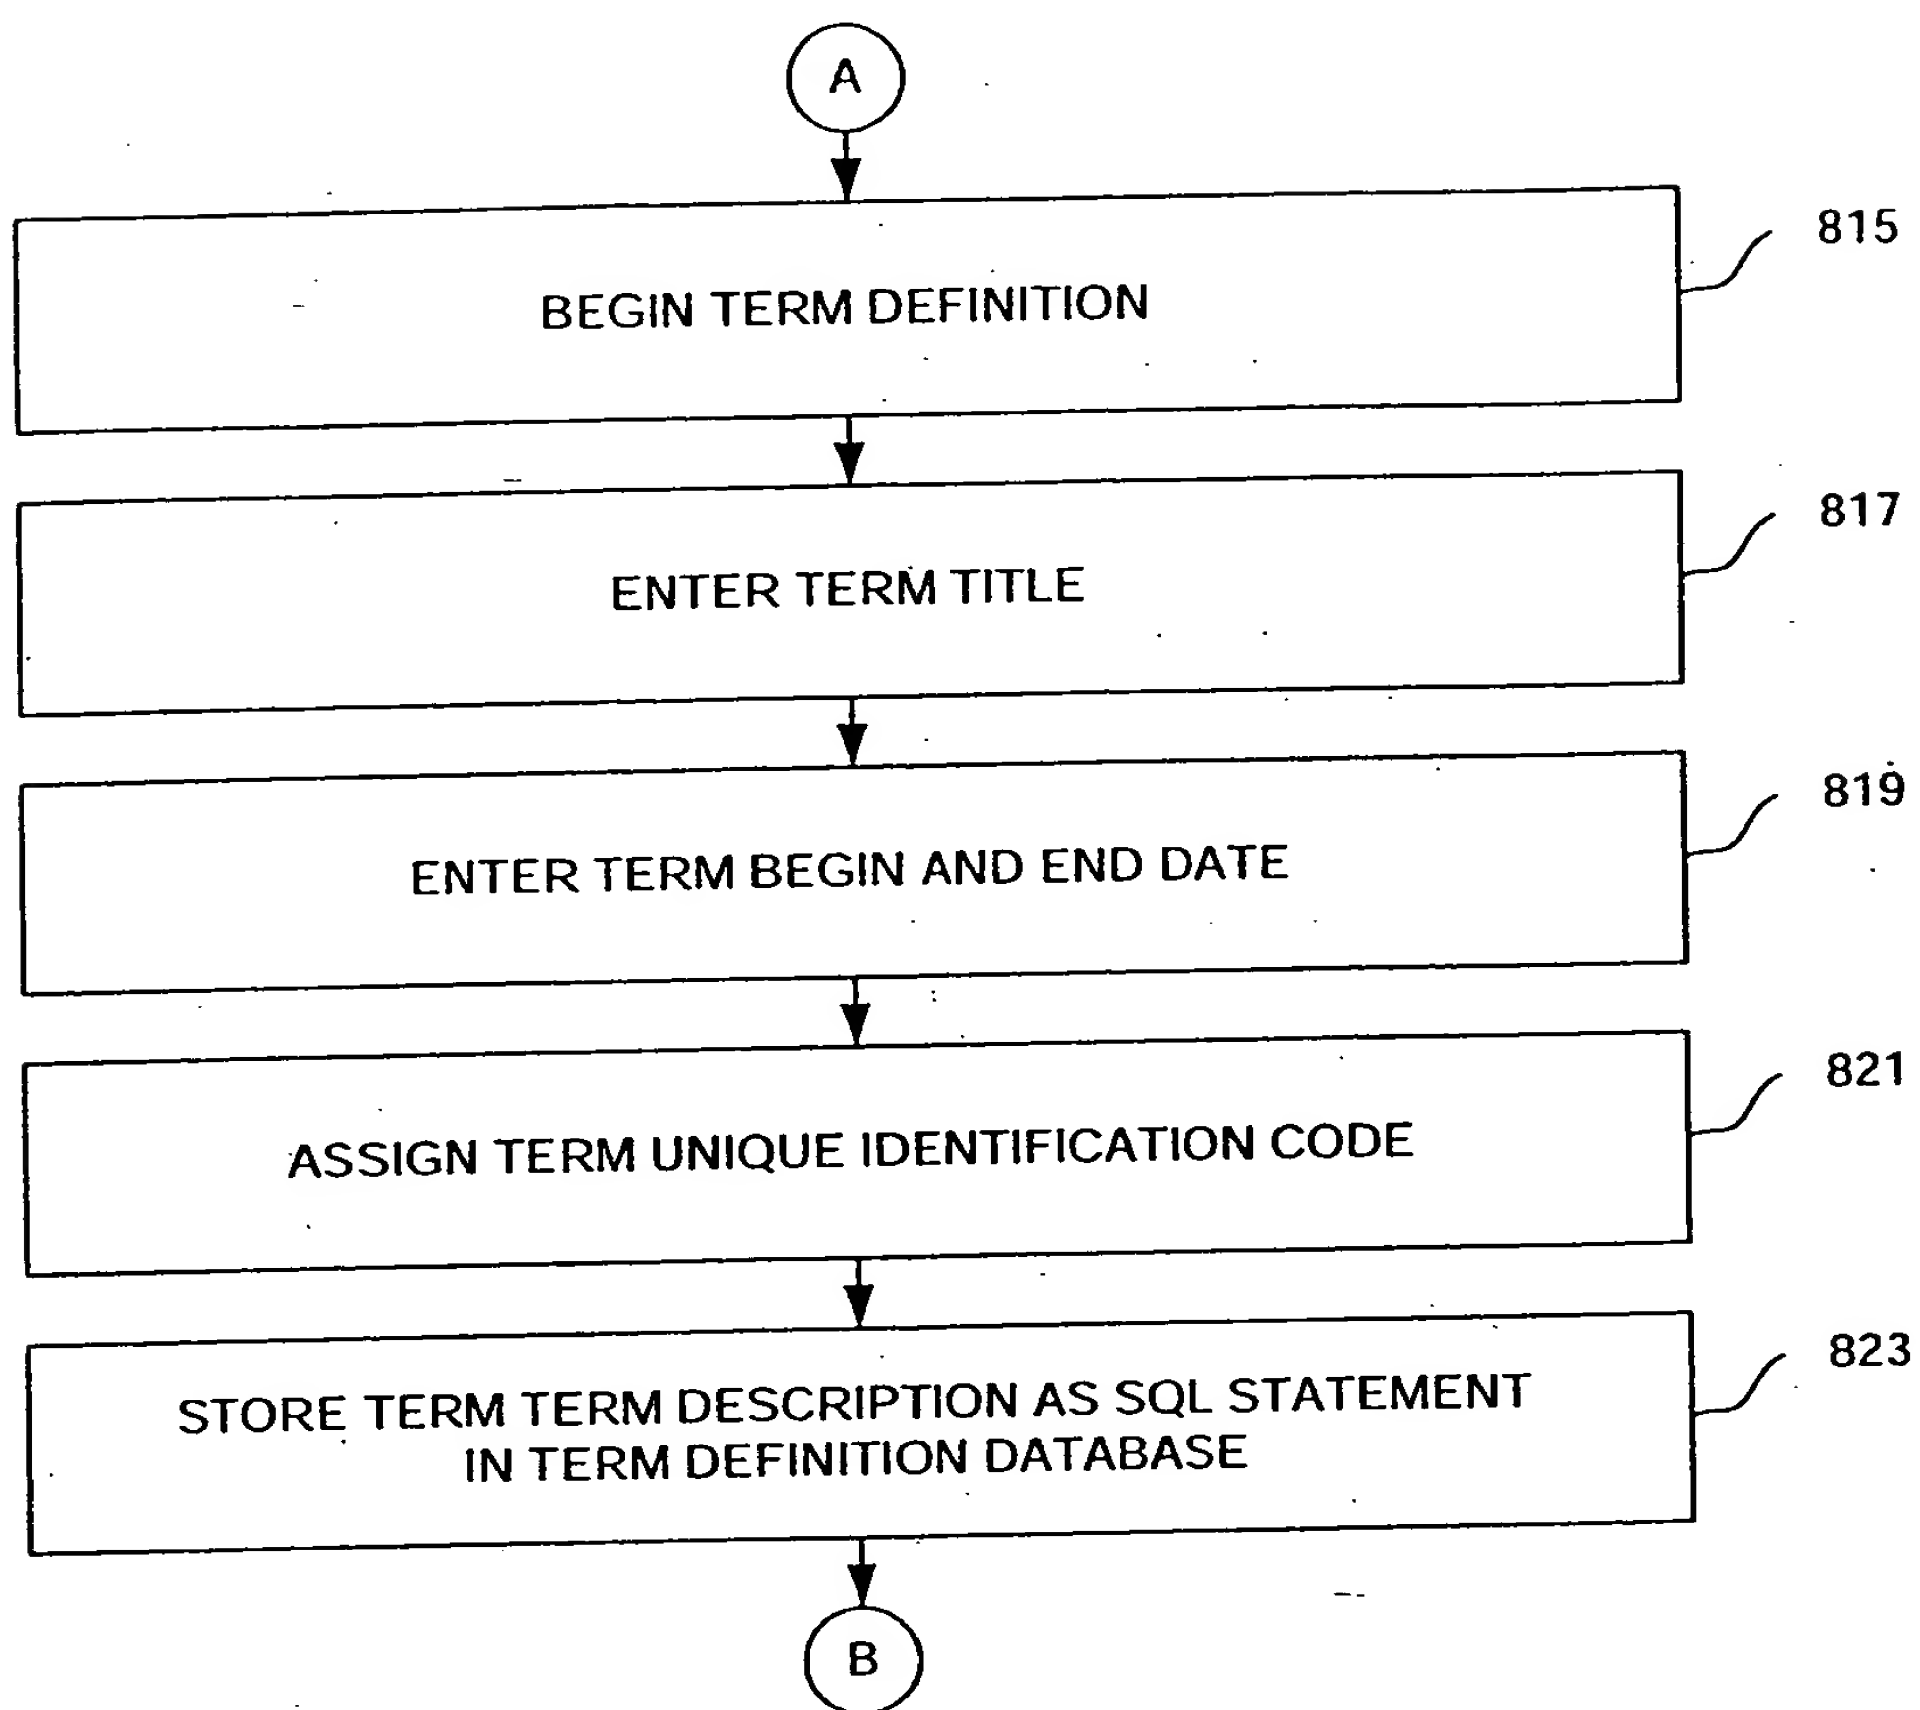 A
815
BEGIN TERM DEFINITION
817
ENTER TERM TITLE
819
ENTER TERM BEGIN AND END DATE
821
ASSIGN TERM UNIQUE IDENTIFICATION CODE
823
STORE TERM TERM DESCRIPTION AS SQL STATEMENT
IN TERM DEFINITION DATABASE
B